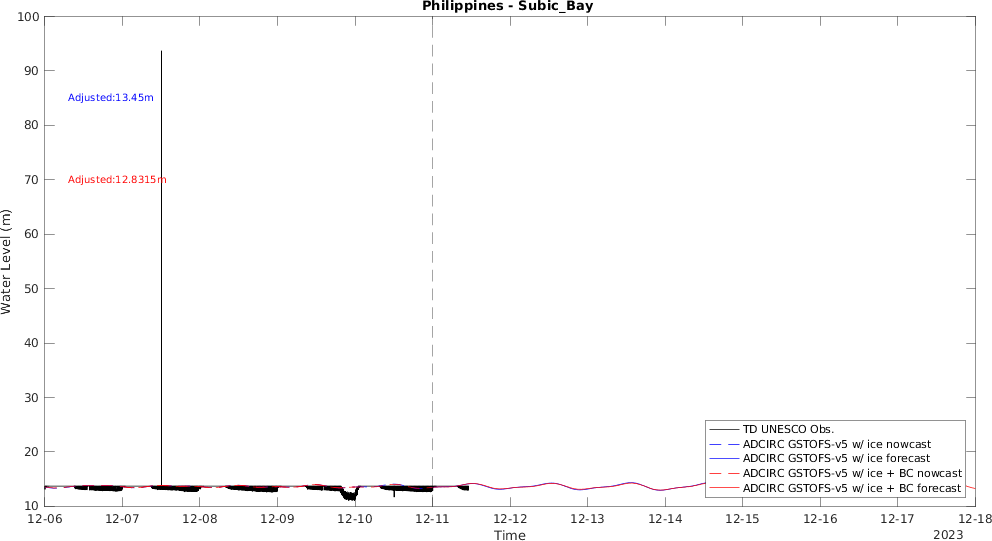 Philippines - Subic_Bay
Water Level (m)
100
90
80
70
60
50
40
30
20
10
Adjusted:13.45m
Adjusted:12.8315m
TD UNESCO Obs.
ADCIRC GSTOFS-v5 w/ ice nowcast
ADCIRC GSTOFS-v5 w/ ice forecast
ADCIRC GSTOFS-v5 w/ ice + BC nowcast
ADCIRC GSTOFS-v5 w/ ice + BC forecast
12-06 12-07 12-08 12-09 12-10 12-11 12-12 12-13 12-14 12-15 12-16 12-17 12-18
Time
2023